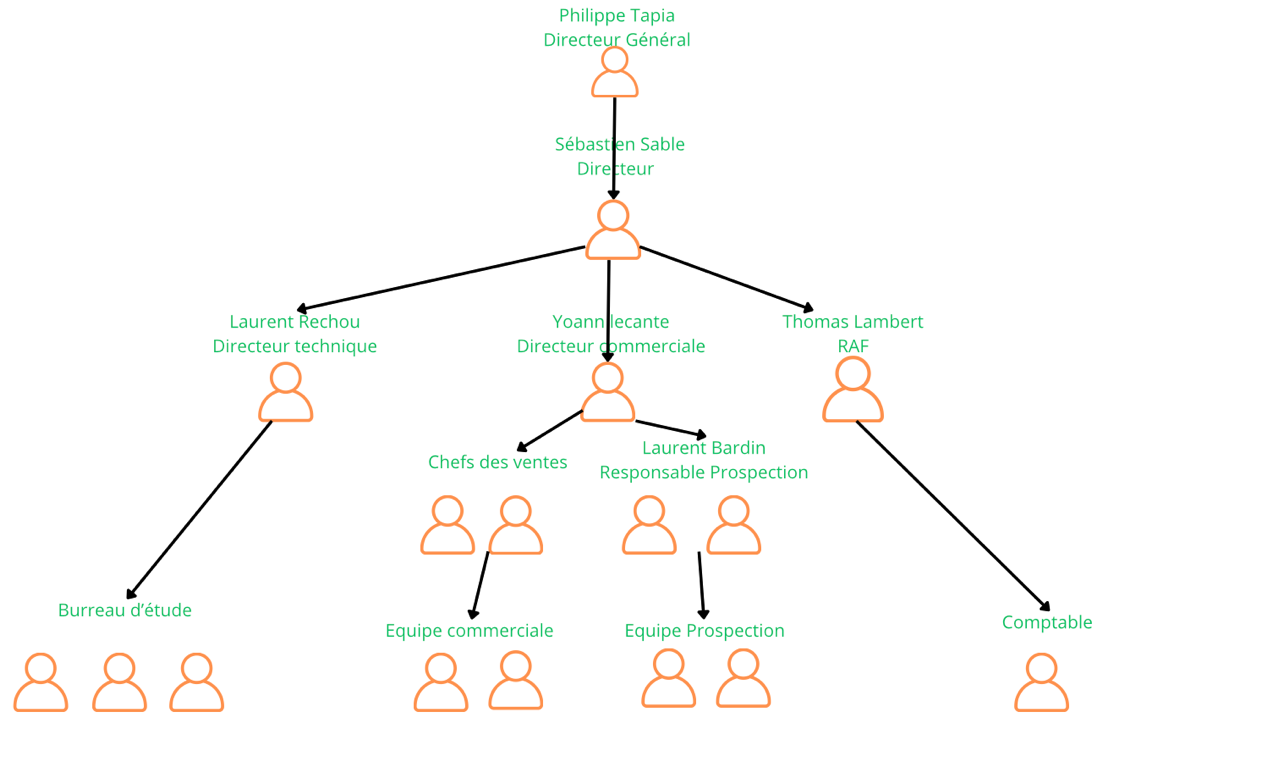 Philippe Tapia
Directeur Général
Sébastien Sable
Directeur
Laurent Rechou
Directeur technique
Yoann lecante
Directeur commerciale
Thomas Lambert
RAF
Chefs des ventes
Laurent Bardin
Responsable Prospection
Burreau d’étude
Equipe commerciale
Equipe Prospection
Comptable